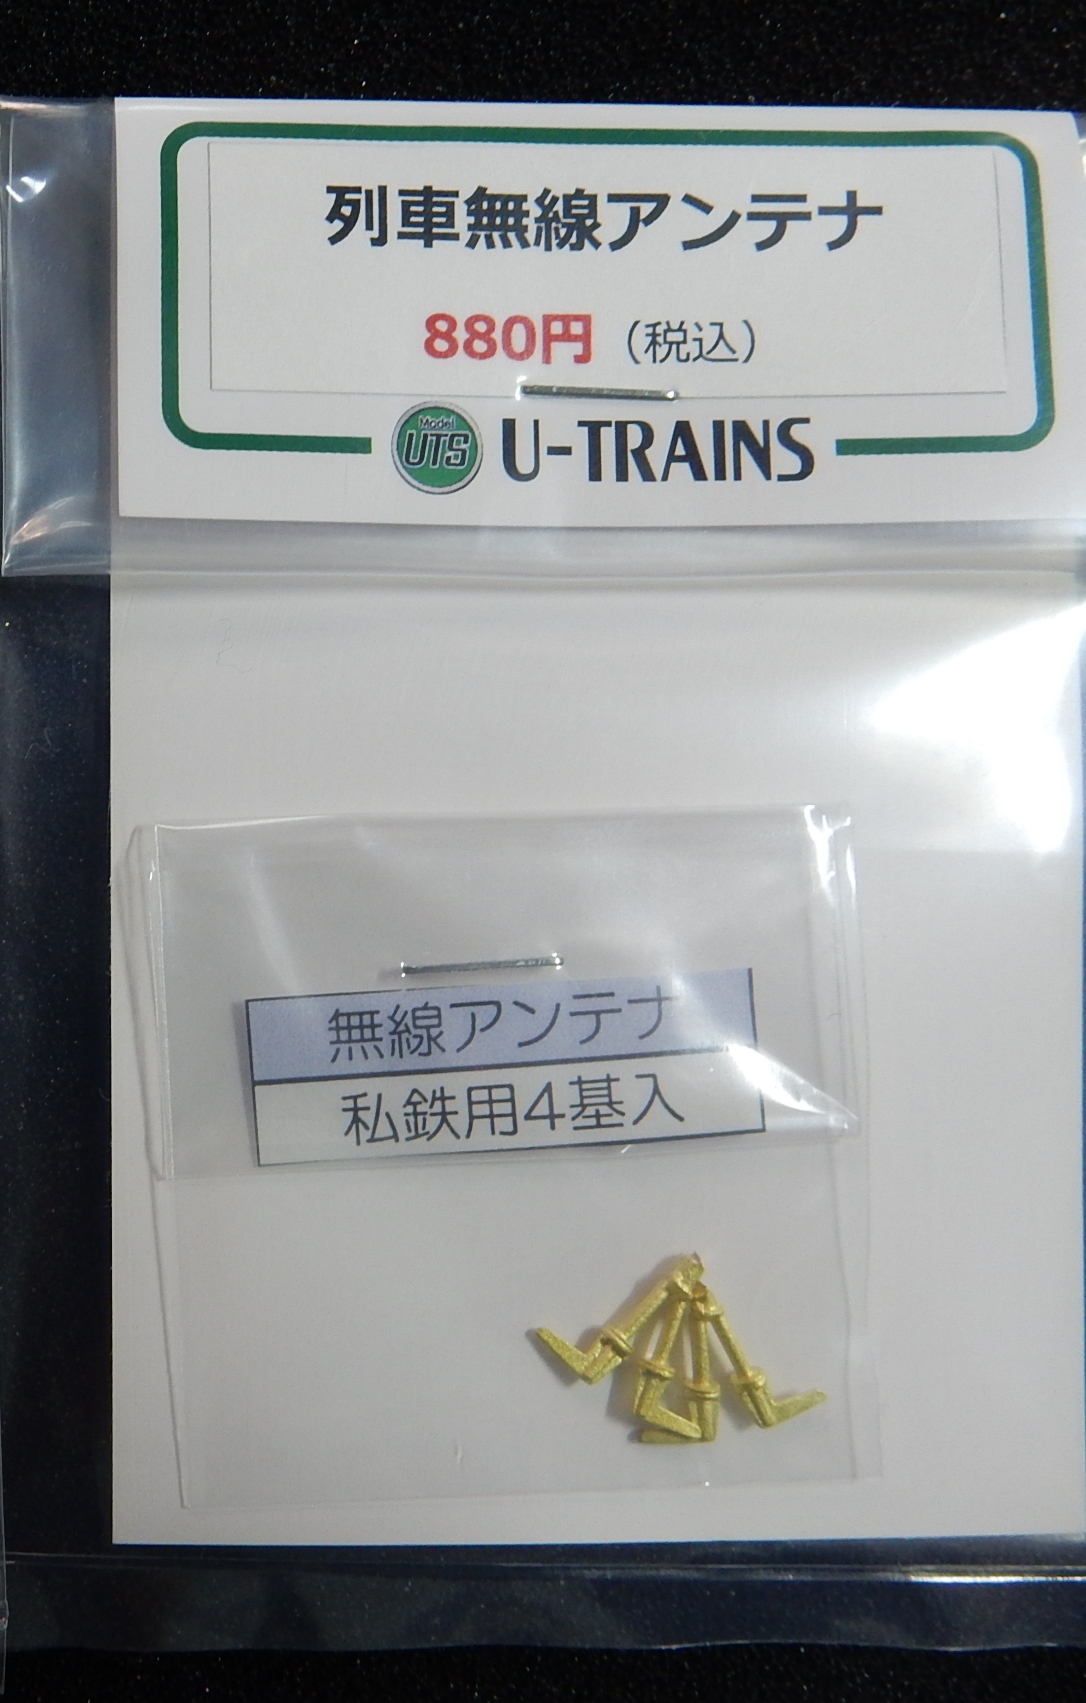 列車無線アンテナ
880円（税込）
Model
UTS
U-TRAINS
無線アンテナ
私鉄用4基入